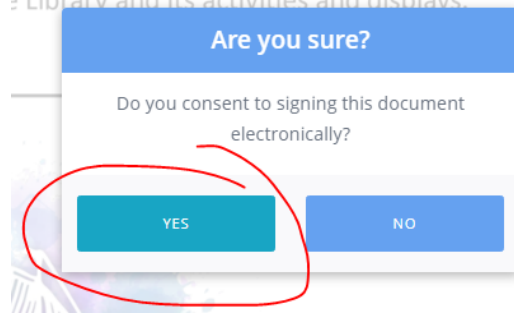 e Library and its activities and displays.
Are you sure?
Do you consent to signing this document
electronically?
YES
NO